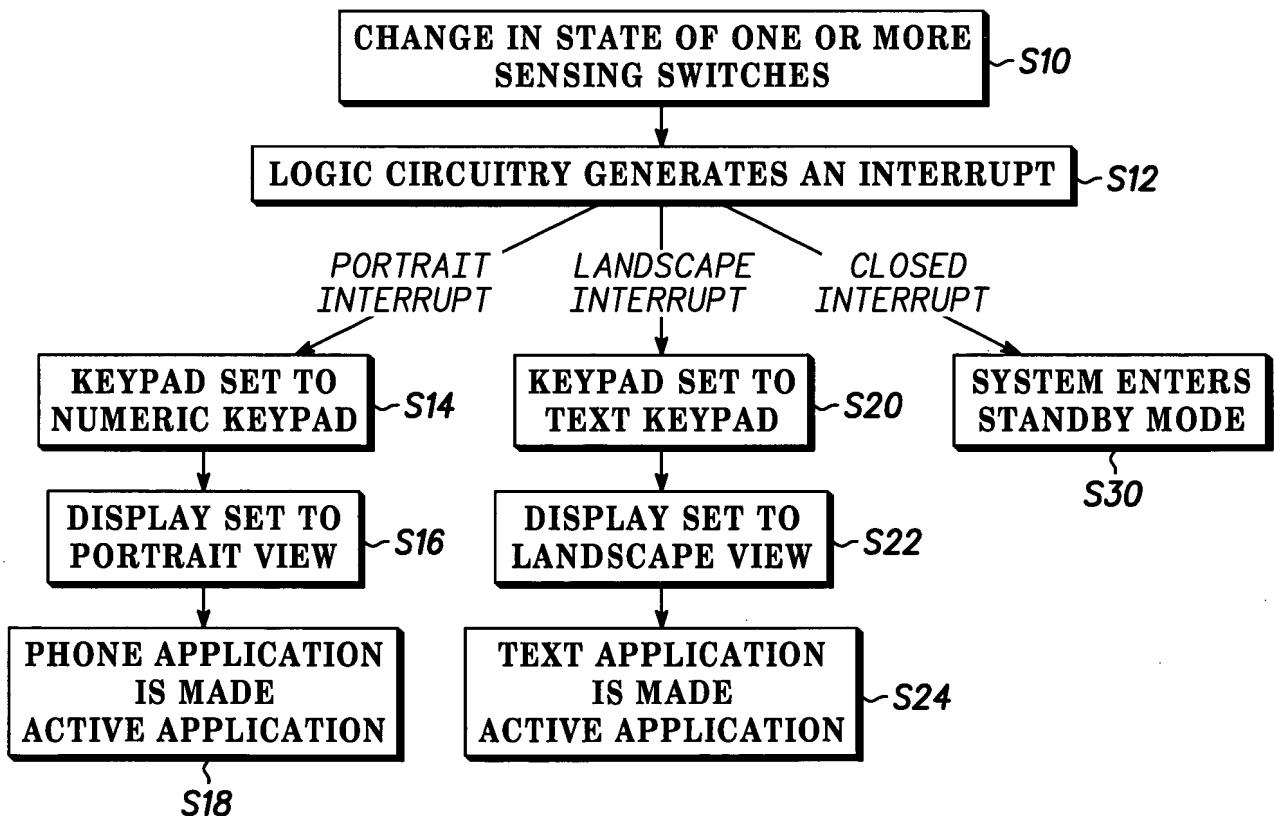 CHANGE IN STATE OF ONE OR MORE
SENSING SWITCHES
S10
LOGIC CIRCUITRY GENERATES AN INTERRUPT
S12
PORTRAIT
INTERRUPT
LANDSCAPE
INTERRUPT
CLOSED
INTERRUPT
KEYPAD SET TO
NUMERIC KEYPAD
S14
KEYPAD SET TO
TEXT KEYPAD
S20
SYSTEM ENTERS
STANDBY MODE
S30
DISPLAY SET TO
PORTRAIT VIEW
S16
DISPLAY SET TO
LANDSCAPE VIEW
S22
PHONE APPLICATION
IS MADE
ACTIVE APPLICATION
S18
TEXT APPLICATION
IS MADE
ACTIVE APPLICATION
S24